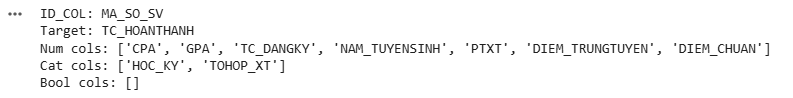 ••• ID_COL: MA_SO_SV
Target: TC_HOANTHANH
Num cols: ['CPA', 'GPA', 'TC_DANGKY', 'NAM_TUYENSINH', 'PTXT', 'DIEM_TRUNGTUYEN', 'DIEM_CHUAN']
Cat cols: ['HOC_KY', 'TOHOP_XT']
Bool cols: []